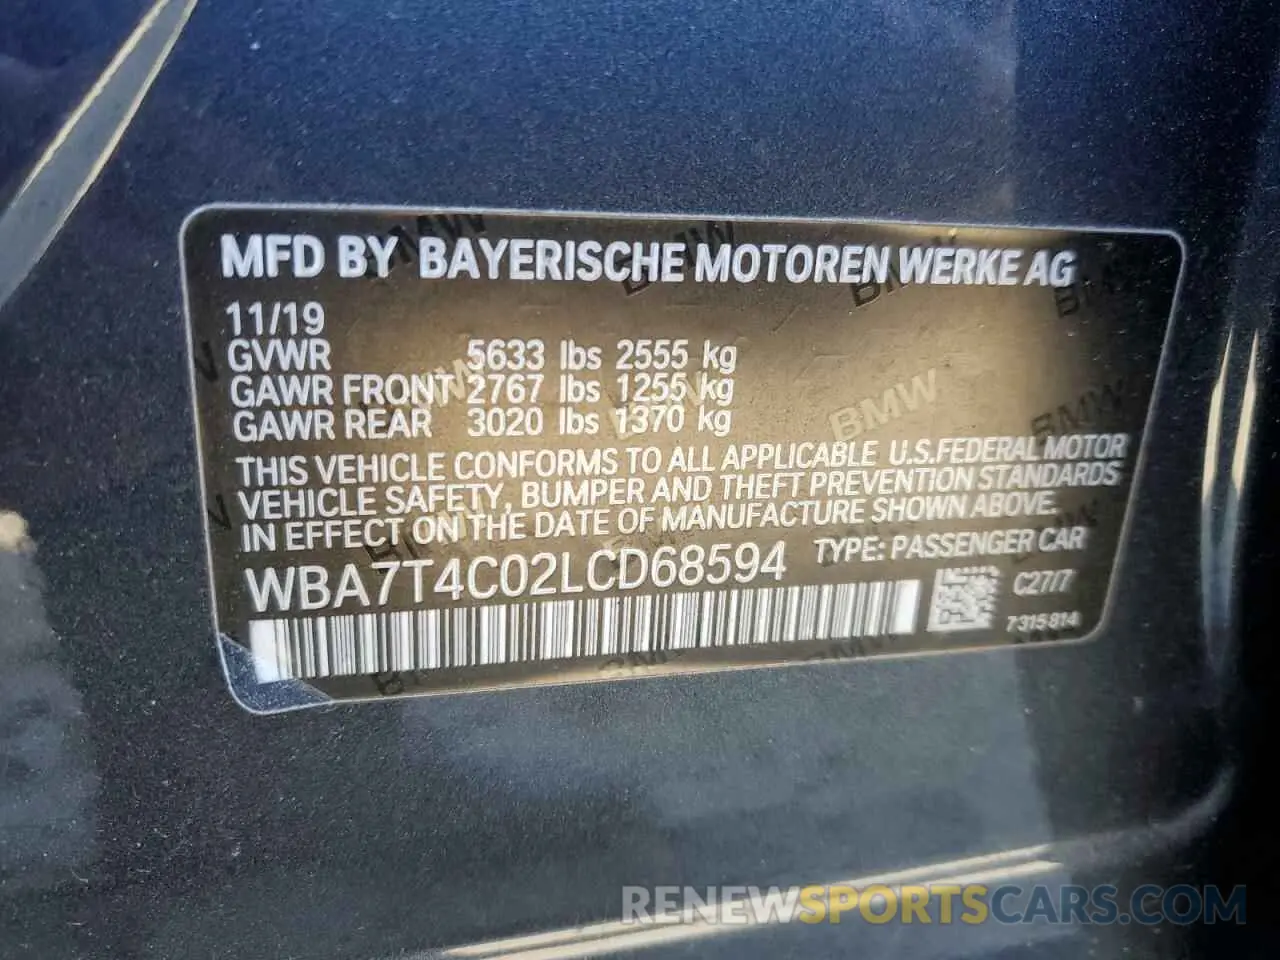 MFD BY BAYERISCHE MOTOREN WERKE AG
11/19
GVWR 5633 lbs 2555 kg
GAWR FRONT 2767 lbs 1255 kg
GAWR REAR 3020 lbs 1370 kg
THIS VEHICLE CONFORMS TO ALL APPLICABLE U.S.FEDERAL MOTOR
VEHICLE SAFETY, BUMPER AND THEFT PREVENTION STANDARDS
IN EFFECT ON THE DATE OF MANUFACTURE SHOWN ABOVE.
WBA7T4C02LCD68594 TYPE: PASSENGER CAR
C27/7
7315814
RENEWSPORTSCARS.COM